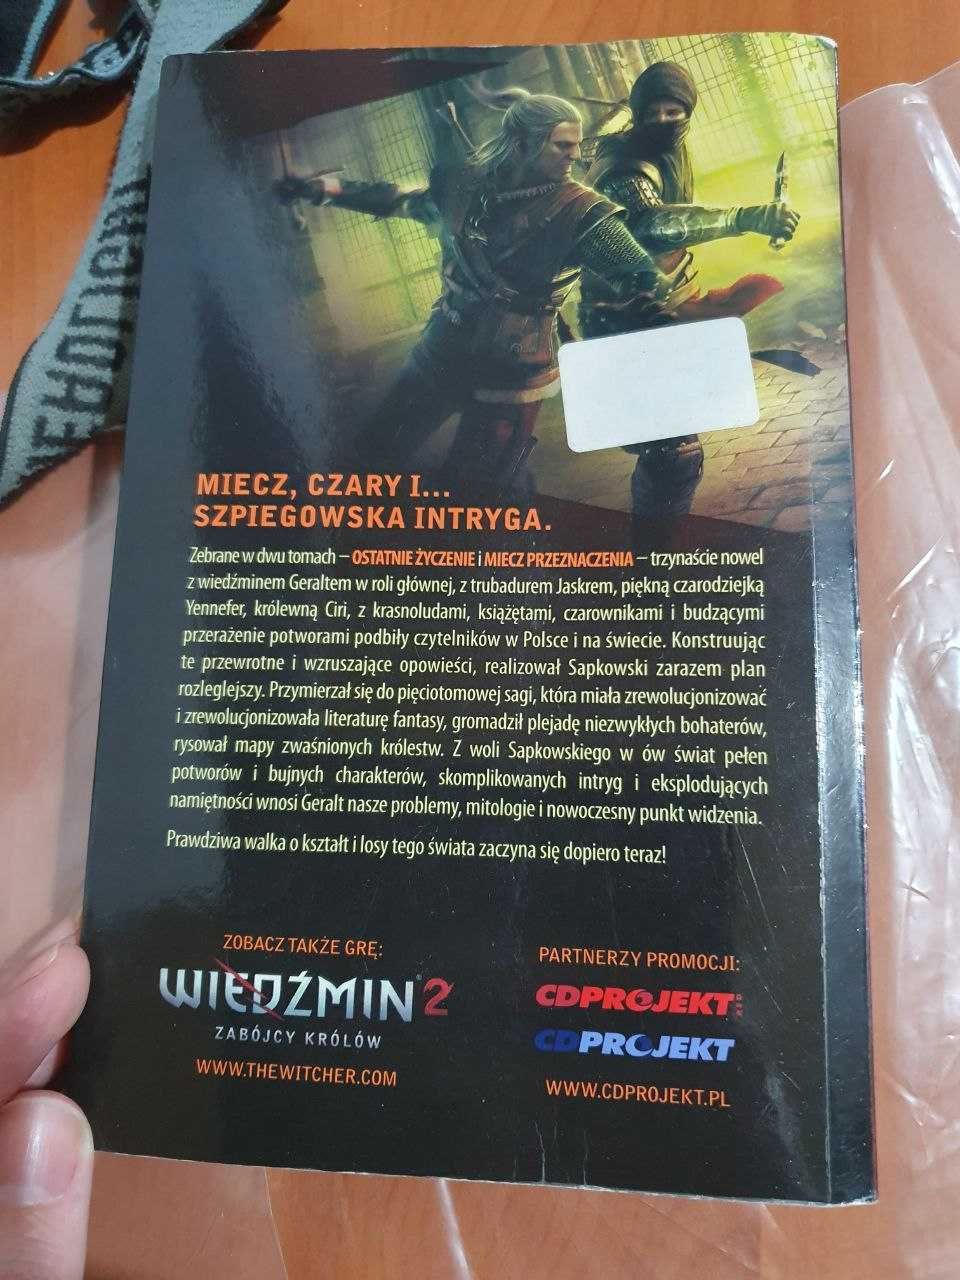 MIECZ, CZARY I...
SZPIEGOWSKA INTRYGA.
Zebrane w dwu tomach – OSTATNIE ŻYCZENIE i MIECZ PRZEZNACZENIA – trzynaście nowel
z wiedźminem Geraltem w roli głównej, z trubadurem Jaskrem, piękną czarodziejką
Yennefer, królewną Ciri, z krasnoludami, książętami, czarownikami i budzącymi
przerażenie potworami podbiły czytelników w Polsce i na świecie. Konstruując
te przewrotne i wzruszające opowieści, realizował Sapkowski zarazem plan
rozleglejszy. Przymierzał się do pięciotomowej sagi, która miała zrewolucjonizować
i zrewolucjonizowała literaturę fantasy, gromadził plejadę niezwykłych bohaterów,
rysował mapy zwaśnionych królestw. Z woli Sapkowskiego w ów świat pełen
potworów i bujnych charakterów, skomplikowanych intryg i eksplodujących
namiętności wnosi Geralt nasze problemy, mitologie i nowoczesny punkt widzenia.
Prawdziwa walka o kształt i losy tego świata zaczyna się dopiero teraz!
ZOBACZ TAKŻE GRĘ:
WIEDŹMIN® 2
ZABÓJCY KRÓLÓW
WWW.THEWITCHER.COM
PARTNERZY PROMOCJI:
CDPROJEKT RED
CDPROJEKT
WWW.CDPROJEKT.PL